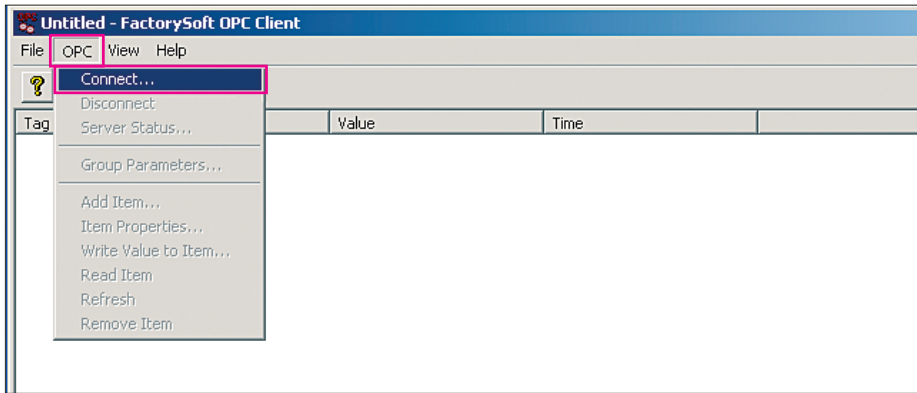 Untitled - FactorySoft OPC Client
File OPC View Help
Connect...
Disconnect
Tag Value Time
Server Status...
Group Parameters...
Add Item...
Item Properties...
Write Value to Item...
Read Item
Refresh
Remove Item